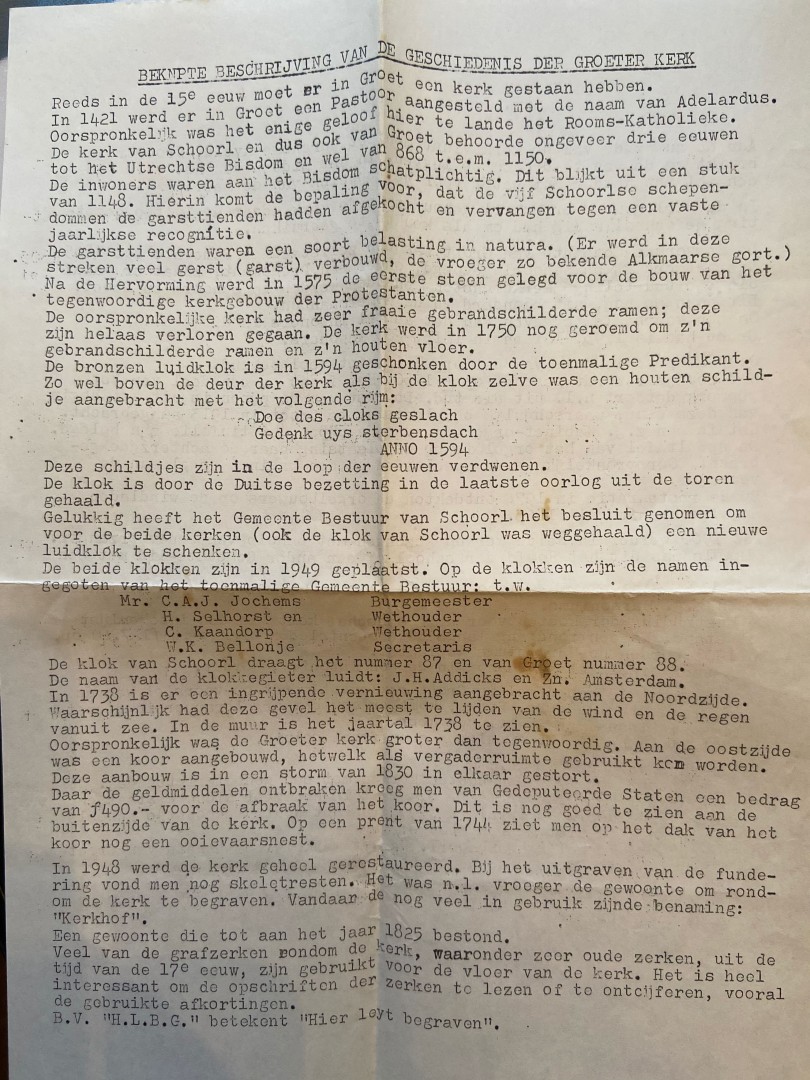 BEKNPTE BESCHRIJVING VAN DE GESCHIEDENIS DER GROETER KERK
Reeds in de 15e eeuw moet er in Groet een kerk gestaan hebben.
In 1421 werd er in Groet een Pastoor aangesteld met de naam van Adelardus.
Oorspronkelijk was het enige geloof hier te lande het Rooms-Katholieke.
De kerk van Schoorl en dus ook van Groet behoorde ongeveer drie eeuwen
tot het Utrechtse Bisdom en wel van 868 t.e.m. 1150.
De inwoners waren aan het Bisdom schatplichtig. Dit blijkt uit een stuk
van 1148. Hierin komt de bepaling voor, dat de vijf Schoorlse schepen-
dommen de garsttienden hadden afgekocht en vervangen tegen een vaste
jaarlijkse recognitie.
De garsttienden waren een soort belasting in natura. (Er werd in deze
streken veel gerst (garst) verbouwd, de vroeger zo bekende Alkmaarse gort.)
Na de Hervorming werd in 1575 de eerste steen gelegd voor de bouw van het
tegenwoordige kerkgebouw der Protestanten.
De oorspronkelijke kerk had zeer fraaie gebrandschilderde ramen; deze
zijn helaas verloren gegaan. De kerk werd in 1750 nog geroemd om z'n
gebrandschilderde ramen en z'n houten vloer.
De bronzen luidklok is in 1594 geschonken door de toenmalige Predikant.
Zo wel boven de deur der kerk als bij de klok zelve was een houten schild-
je aangebracht met het volgende rijm:
Doe des cloks geslach
Gedenk uys sterbensdach
ANNO 1594
Deze schildjes zijn in de loop der eeuwen verdwenen.
De klok is door de Duitse bezetting in de laatste oorlog uit de toren
gehaald.
Gelukkig heeft het Gemeente Bestuur van Schoorl het besluit genomen om
voor de beide kerken (ook de klok van Schoorl was weggehaald) een nieuwe
luidklok te schenken.
De beide klokken zijn in 1949 geplaatst. Op de klokken zijn de namen in-
gegoten van het toenmalige Gemeente Bestuur: t.w.
Mr. C.A.J. Jochems Burgemeester
H. Selhorst en Wethouder
C. Kaandorp Wethouder
W.K. Bellonje Secretaris
De klok van Schoorl draagt het nummer 87 en van Groet nummer 88.
De naam van de klokkegieter luidt: J.H.Addicks en Zn. Amsterdam.
In 1738 is er een ingrijpende vernieuwing aangebracht aan de Noordzijde.
Waarschijnlijk had deze gevel het meest te lijden van de wind en de regen
vanuit zee. In de muur is het jaartal 1738 te zien.
Oorspronkelijk was de Groeter kerk groter dan tegenwoordig. Aan de oostzijde
was een koor aangebouwd, hetwelk als vergaderruimte gebruikt kon worden.
Deze aanbouw is in een storm van 1830 in elkaar gestort.
Daar de geldmiddelen ontbraken kreeg men van Gedeputeerde Staten een bedrag
van ƒ490.- voor de afbraak van het koor. Dit is nog goed te zien aan de
buitenzijde van de kerk. Op een prent van 1744 ziet men op het dak van het
koor nog een ooievaarsnest.
In 1948 werd de kerk geheel gerestaureerd. Bij het uitgraven van de funde-
ring vond men nog skeletresten. Het was n.l. vroeger de gewoonte om rond-
om de kerk te begraven. Vandaar de nog veel in gebruik zijnde benaming:
"Kerkhof".
Een gewoonte die tot aan het jaar 1825 bestond.
Veel van de grafzerken rondom de kerk, waaronder zeer oude zerken, uit de
tijd van de 17e eeuw, zijn gebruikt voor de vloer van de kerk. Het is heel
interessant om de opschriften der zerken te lezen of te ontcijferen, vooral
de gebruikte afkortingen.
B.V. "H.L.B.G." betekent "Hier leyt begraven".